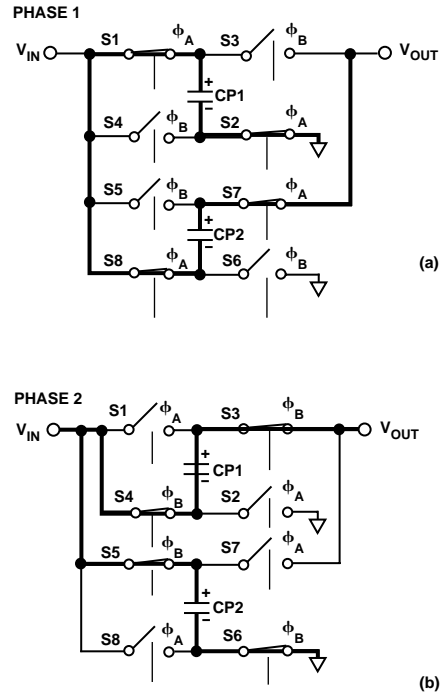 PHASE 1
V_IN S1 ϕ_A S3 ϕ_B V_OUT
+ CP1 −
S4 ϕ_B S2 ϕ_A
S5 ϕ_B S7 ϕ_A
+ CP2 −
S8 ϕ_A S6 ϕ_B
(a)
PHASE 2
V_IN S1 ϕ_A S3 ϕ_B V_OUT
+ CP1 −
S4 ϕ_B S2 ϕ_A
S5 ϕ_B S7 ϕ_A
+ CP2 −
S8 ϕ_A S6 ϕ_B
(b)